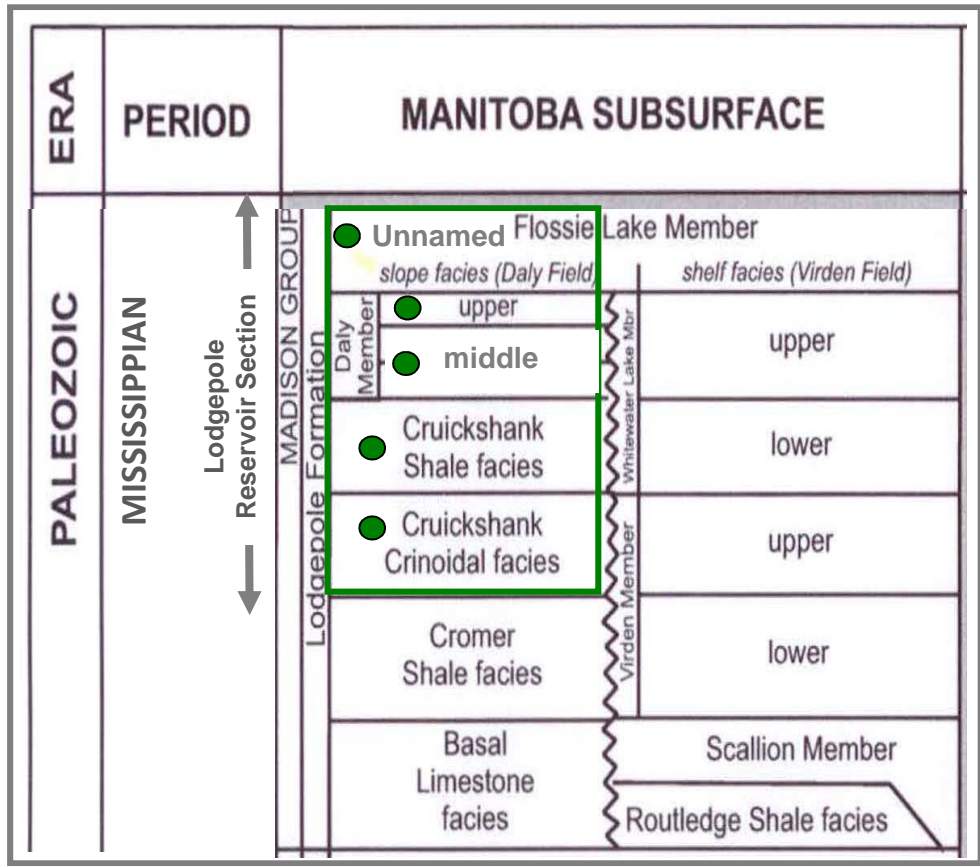 ERA
PERIOD
MANITOBA SUBSURFACE
PALEOZOIC
MISSISSIPPIAN
Lodgepole
Reservoir Section
MADISON GROUP
Lodgepole Formation
Unnamed
Flossie Lake Member
slope facies (Daly Field)
shelf facies (Virden Field)
Daly
Member
upper
middle
Cruickshank
Shale facies
Cruickshank
Crinoidal facies
Cromer
Shale facies
Basal
Limestone
facies
Whitewater Lake Mbr
upper
lower
Virden Member
upper
lower
Scallion Member
Routledge Shale facies